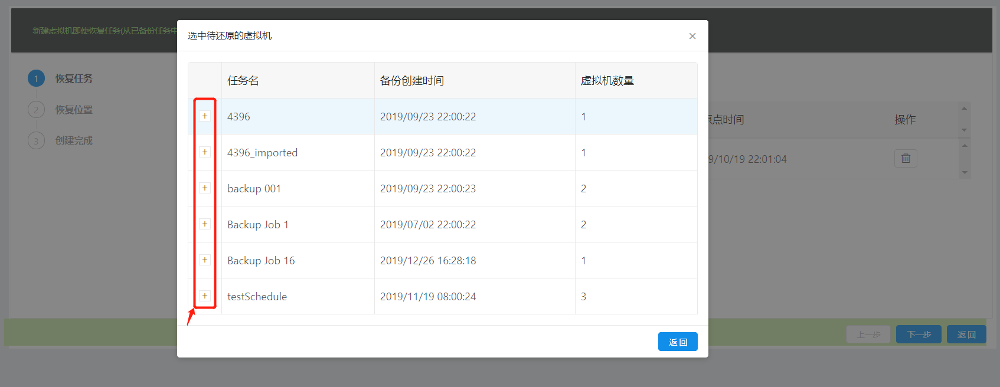 新建虚拟机即使恢复任务(从已备份任务中
选中待还原的虚拟机
×
1 恢复任务
2 恢复位置
3 创建完成
任务名 备份创建时间 虚拟机数量
+ 4396 2019/09/23 22:00:22 1
+ 4396_imported 2019/09/23 22:00:22 1
+ backup 001 2019/09/23 22:00:23 2
+ Backup Job 1 2019/07/02 22:00:22 2
+ Backup Job 16 2019/12/26 16:28:18 1
+ testSchedule 2019/11/19 08:00:24 3
返回
原点时间 操作
9/10/19 22:01:04
上一步 下一步 返回